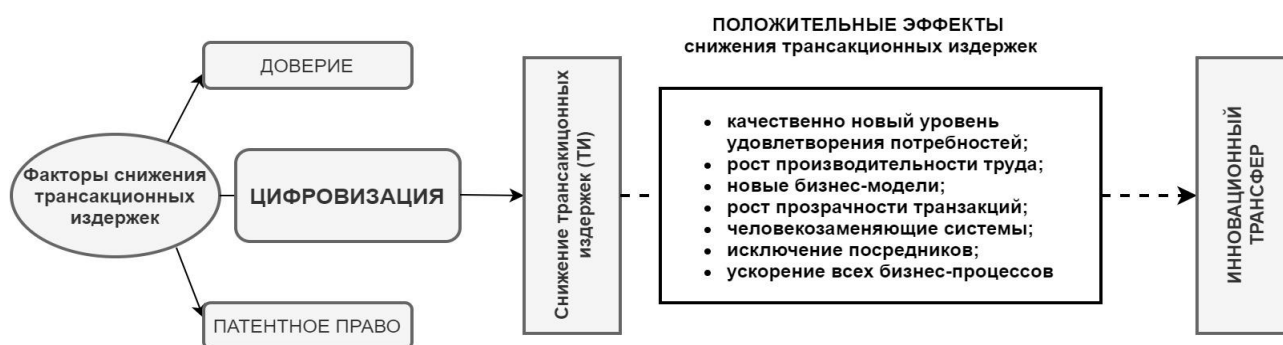 ПОЛОЖИТЕЛЬНЫЕ ЭФФЕКТЫ
снижения трансакционных издержек
ДОВЕРИЕ
Факторы снижения
трансакционных
издержек
ЦИФРОВИЗАЦИЯ
ПАТЕНТНОЕ ПРАВО
Снижение трансакицонных
издержек (ТИ)
• качественно новый уровень
удовлетворения потребностей;
• рост производительности труда;
• новые бизнес-модели;
• рост прозрачности транзакций;
• человекозаменяющие системы;
• исключение посредников;
• ускорение всех бизнес-процессов
ИННОВАЦИОННЫЙ
ТРАНСФЕР